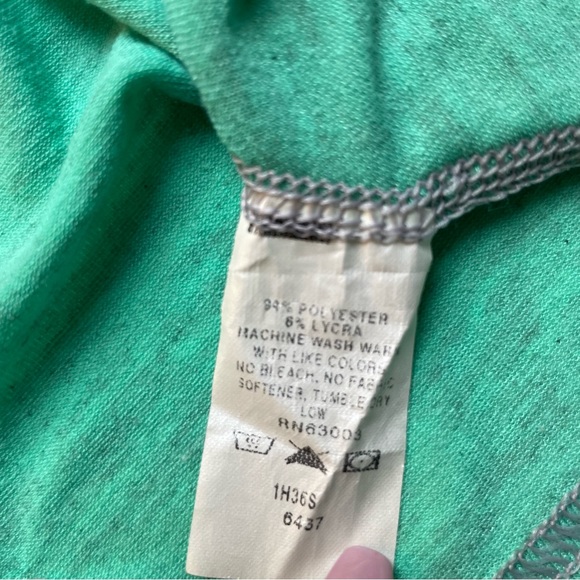 94% POLYESTER
6% LYCRA
MACHINE WASH WARM
WITH LIKE COLORS,
NO BLEACH, NO FABRIC
SOFTENER, TUMBLE DRY
LOW
RN63003
1H36S
6437